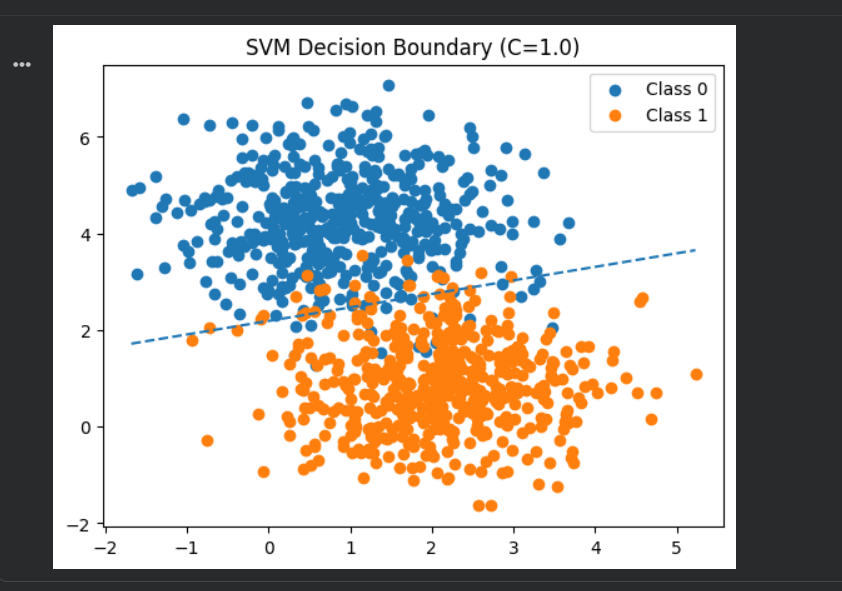 SVM Decision Boundary (C=1.0)
Class 0
Class 1
6
4
2
0
−2
−2 −1 0 1 2 3 4 5